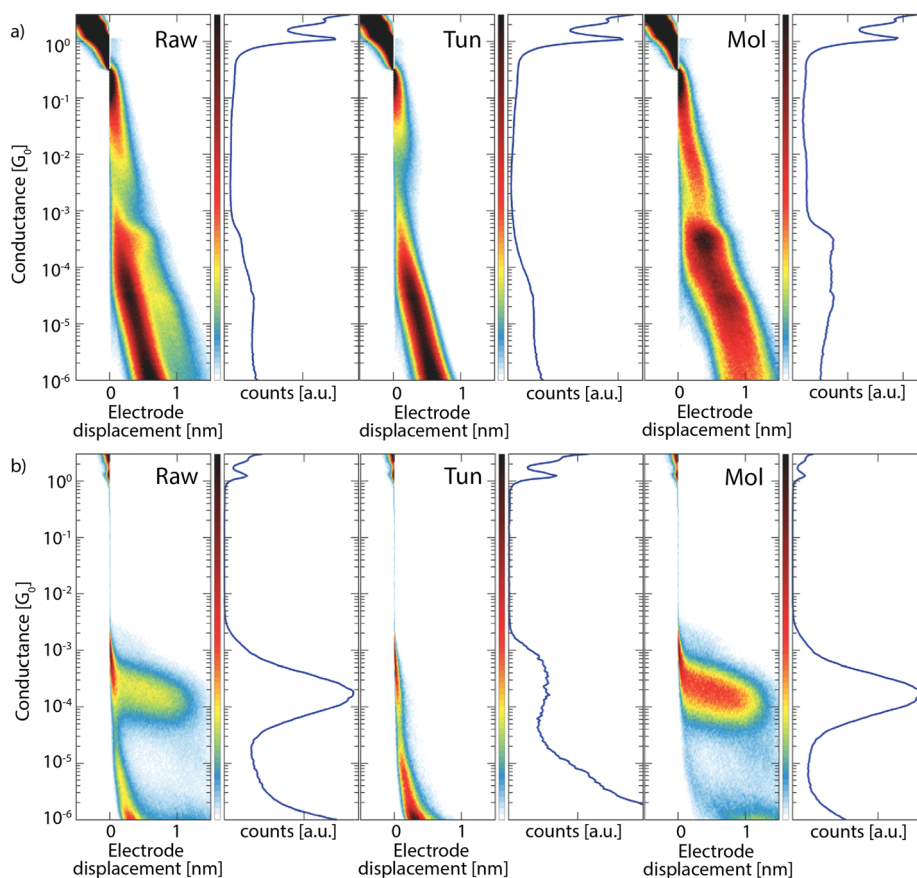 a)
Raw
Tun
Mol
Conductance [G0]
10^0
10^-1
10^-2
10^-3
10^-4
10^-5
10^-6
0 1
Electrode
displacement [nm]
counts [a.u.]
0 1
Electrode
displacement [nm]
counts [a.u.]
0 1
Electrode
displacement [nm]
counts [a.u.]
b)
Raw
Tun
Mol
Conductance [G0]
10^0
10^-1
10^-2
10^-3
10^-4
10^-5
10^-6
0 1
Electrode
displacement [nm]
counts [a.u.]
0 1
Electrode
displacement [nm]
counts [a.u.]
0 1
Electrode
displacement [nm]
counts [a.u.]